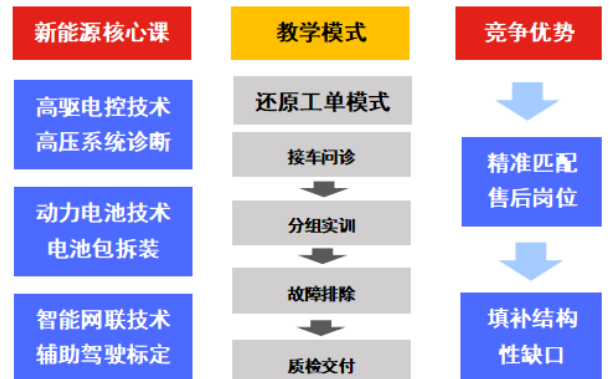 新能源核心课
高驱电控技术
高压系统诊断
动力电池技术
电池包拆装
智能网联技术
辅助驾驶标定
教学模式
还原工单模式
接车问诊
分组实训
故障排除
质检交付
竞争优势
精准匹配
售后岗位
填补结构
性缺口